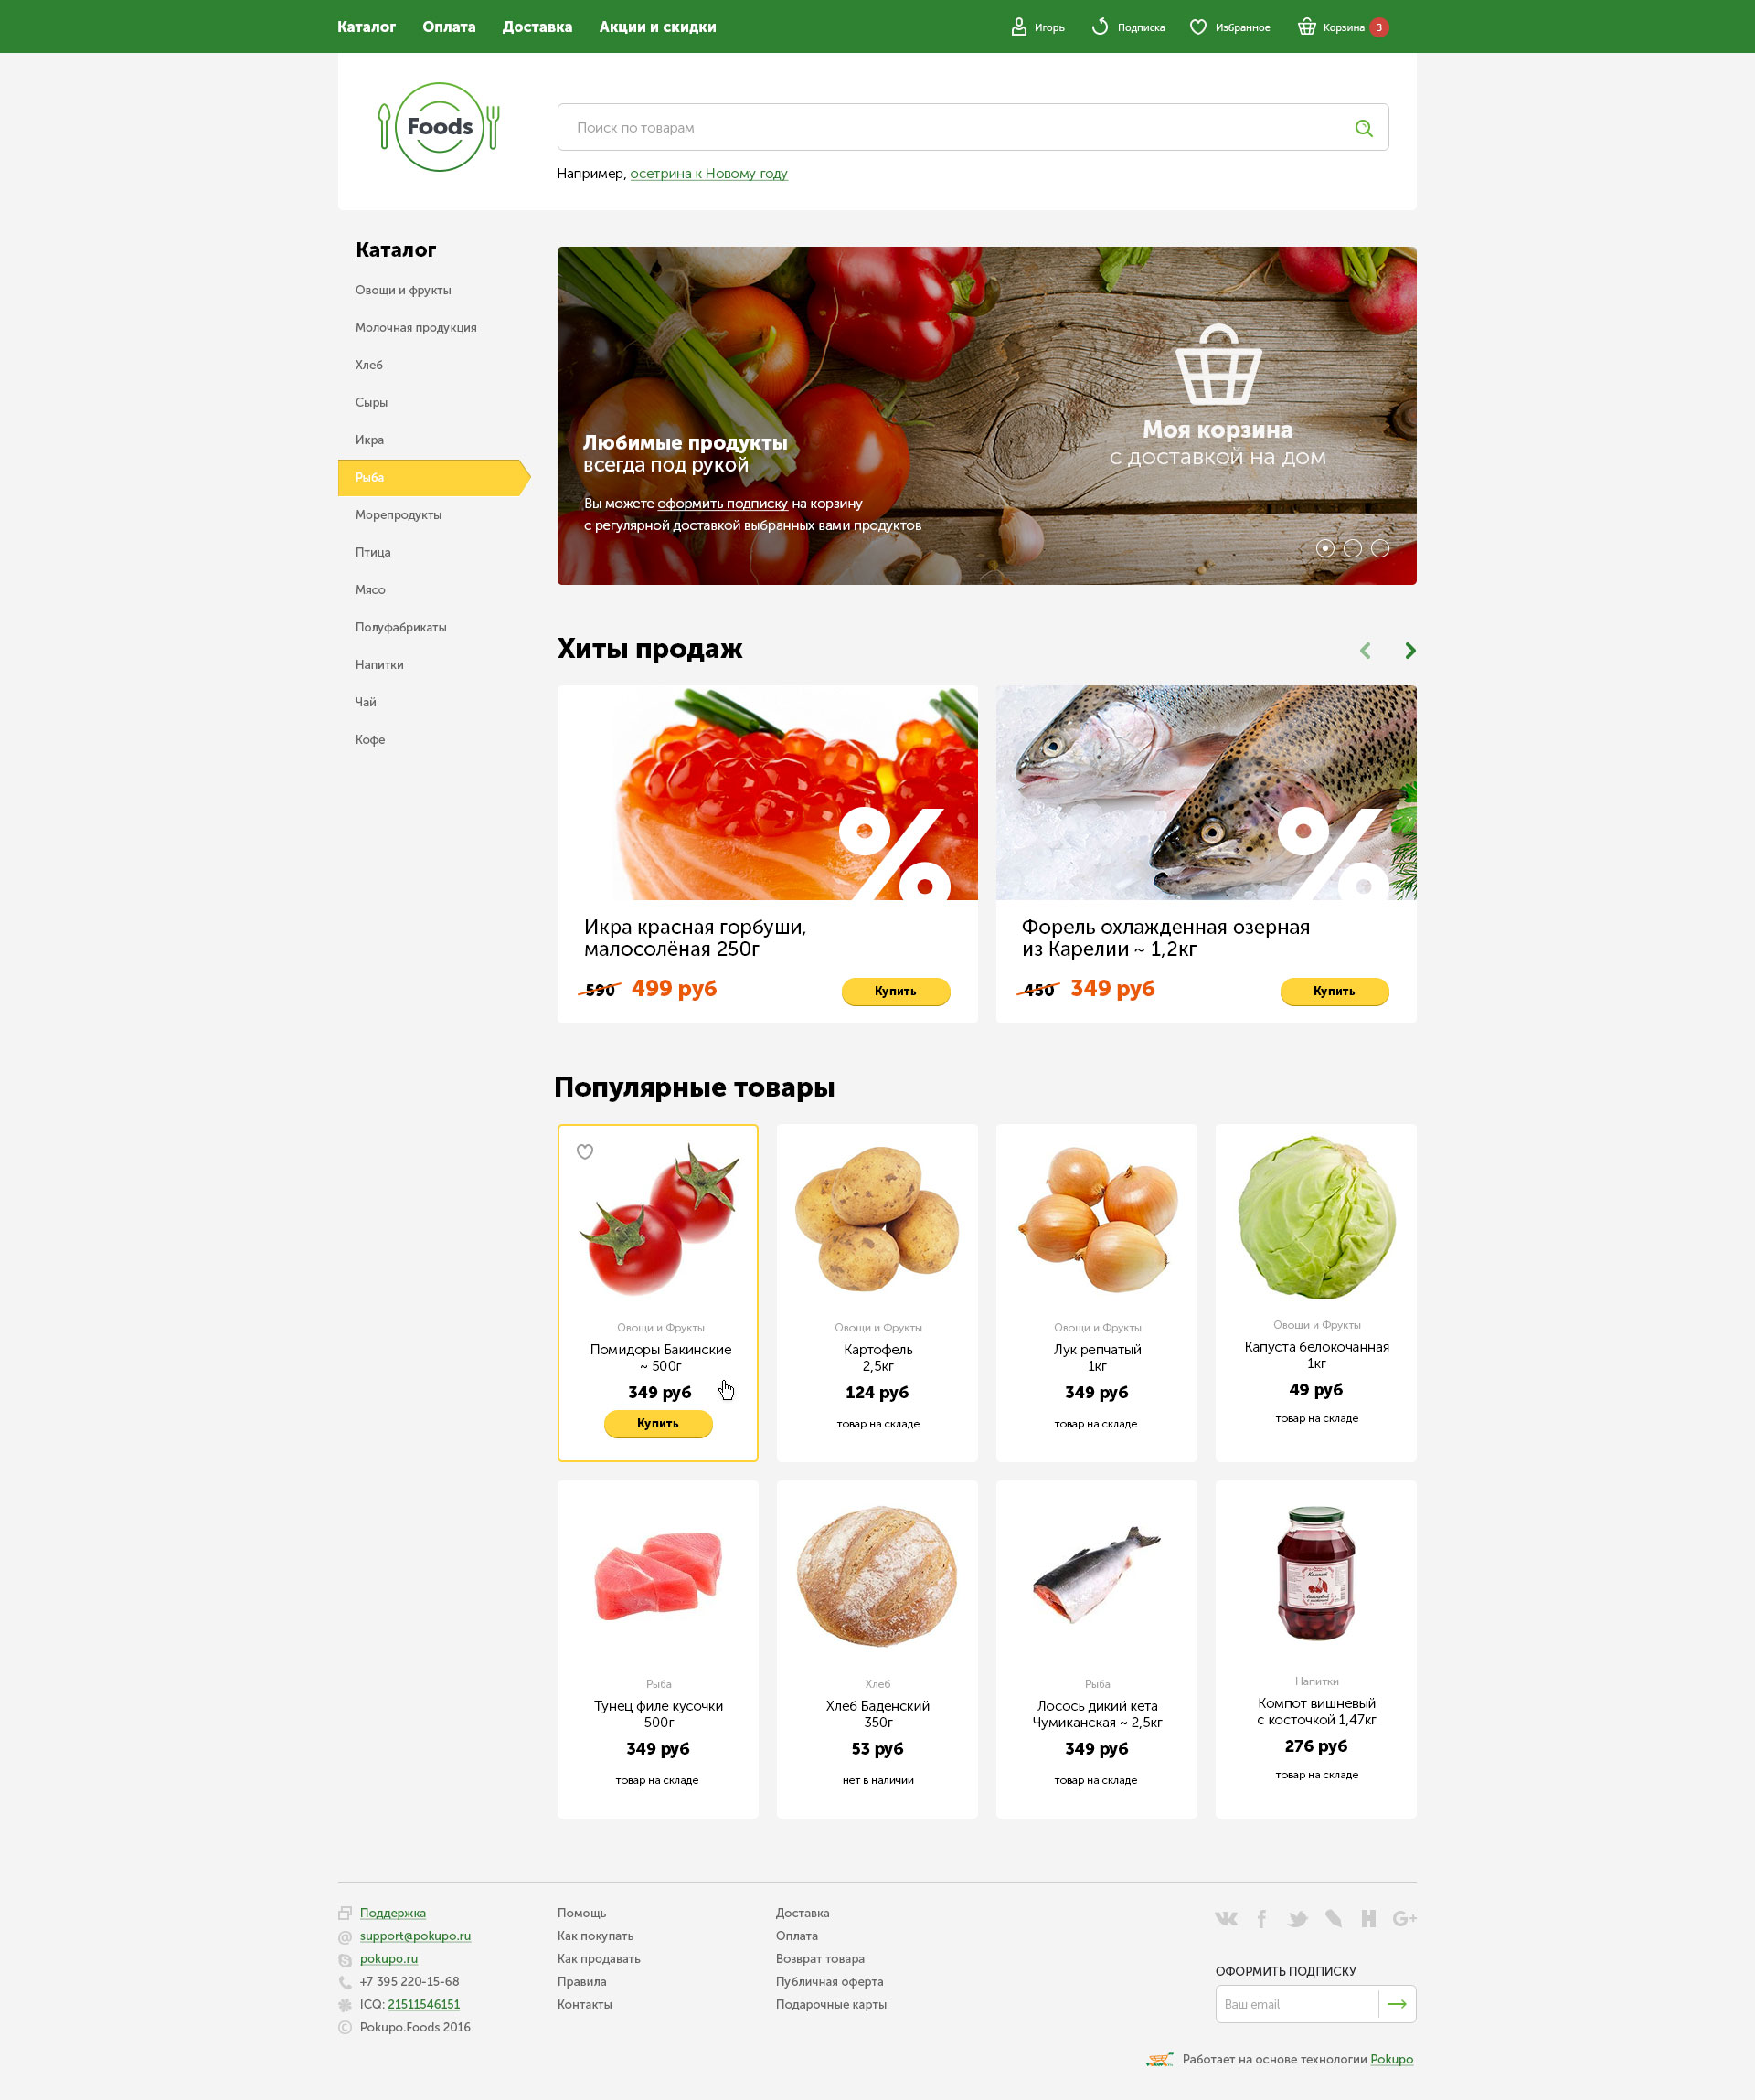 Каталог
Оплата
Доставка
Акции и скидки
Игорь
Подписка
Избранное
Корзина
3
Foods
Поиск по товарам
Например, осетрина к Новому году
Каталог
Овощи и фрукты
Молочная продукция
Хлеб
Сыры
Икра
Рыба
Морепродукты
Птица
Мясо
Полуфабрикаты
Напитки
Чай
Кофе
Любимые продукты
всегда под рукой
Вы можете оформить подписку на корзину
с регулярной доставкой выбранных вами продуктов
Моя корзина
с доставкой на дом
Хиты продаж
%
Икра красная горбуши,
малосолёная 250г
590 499 руб
Купить
%
Форель охлажденная озерная
из Карелии ~ 1,2кг
450 349 руб
Купить
Популярные товары
Овощи и Фрукты
Помидоры Бакинские
~ 500г
349 руб
Купить
Овощи и Фрукты
Картофель
2,5кг
124 руб
товар на складе
Овощи и Фрукты
Лук репчатый
1кг
349 руб
товар на складе
Овощи и Фрукты
Капуста белокочанная
1кг
49 руб
товар на складе
Рыба
Тунец филе кусочки
500г
349 руб
товар на складе
Хлеб
Хлеб Баденский
350г
53 руб
нет в наличии
Рыба
Лосось дикий кета
Чумиканская ~ 2,5кг
349 руб
товар на складе
Компот
Напитки
Компот вишневый
с косточкой 1,47кг
276 руб
товар на складе
Поддержка
support@pokupo.ru
pokupo.ru
+7 395 220-15-68
ICQ: 21511546151
Pokupo.Foods 2016
Помощь
Как покупать
Как продавать
Правила
Контакты
Доставка
Оплата
Возврат товара
Публичная оферта
Подарочные карты
ОФОРМИТЬ ПОДПИСКУ
Ваш email
Работает на основе технологии Pokupo